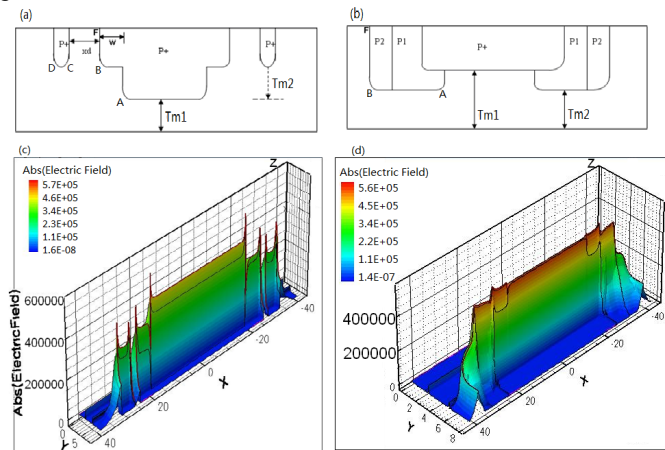 (a)
F
P+
w
P+
P+
D C
B
A
Tm1
Tm2
(b)
F
P2 P1
P+
P1 P2
B
A
Tm1
Tm2
(c)
Abs(Electric Field)
5.7E+05
4.6E+05
3.4E+05
2.3E+05
1.1E+05
1.6E-08
Z
Abs(ElectricField)
600000
400000
200000
0
0
5
Y
40
20
0
X
-20
-40
(d)
Abs(Electric Field)
5.6E+05
4.5E+05
3.4E+05
2.2E+05
1.1E+05
1.4E-07
Z
400000
200000
0
0
2
4
6
8
Y
40
20
0
X
-20
-40